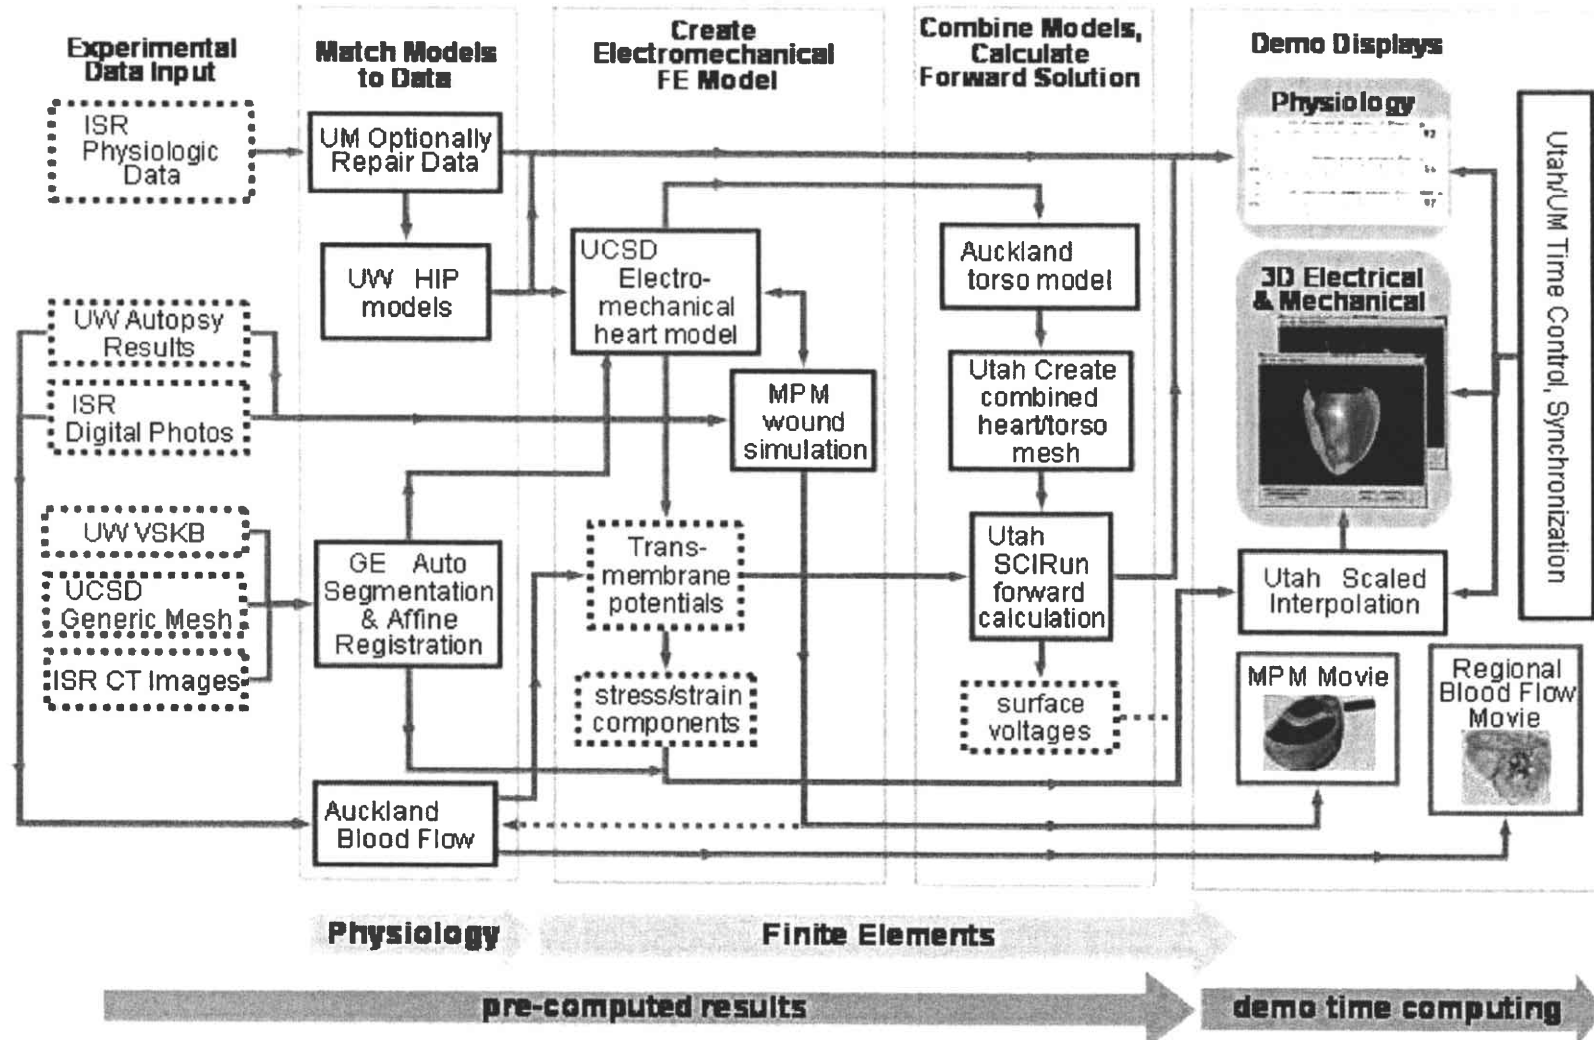 Experimental
Data Input
ISR
Physiologic
Data
UW Autopsy
Results
ISR
Digital Photos
UW VSKB
UCSD
Generic Mesh
ISR CT Images
Match Models
to Data
UM Optionally
Repair Data
UW HIP
models
GE Auto
Segmentation
& Affine
Registration
Auckland
Blood Flow
Create
Electromechanical
FE Model
UCSD
Electro-
mechanical
heart model
MPM
wound
simulation
Trans-
membrane
potentials
stress/strain
components
Combine Models,
Calculate
Forward Solution
Auckland
torso model
Utah Create
combined
heart/torso
mesh
Utah
SCIRun
forward
calculation
surface
voltages
Demo Displays
Physiology
3D Electrical
& Mechanical
Utah Scaled
Interpolation
MPM Movie
Regional
Blood Flow
Movie
Utah/UM Time Control, Synchronization
Physiology
Finite Elements
pre-computed results
demo time computing